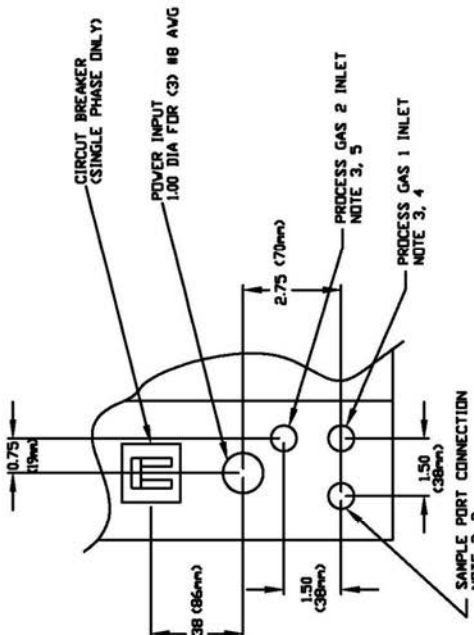 CIRCUT BREAKER
(SINGLE PHASE ONLY)
POWER INPUT
1.00 DIA FOR (3) #8 AWG
PROCESS GAS 2 INLET
NOTE 3, 5
PROCESS GAS 1 INLET
NOTE 3, 4
0.75
(19mm)
2.75 (70mm)
38 (86mm)
1.50
(38mm)
1.50
(38mm)
SAMPLE PORT CONNECTION